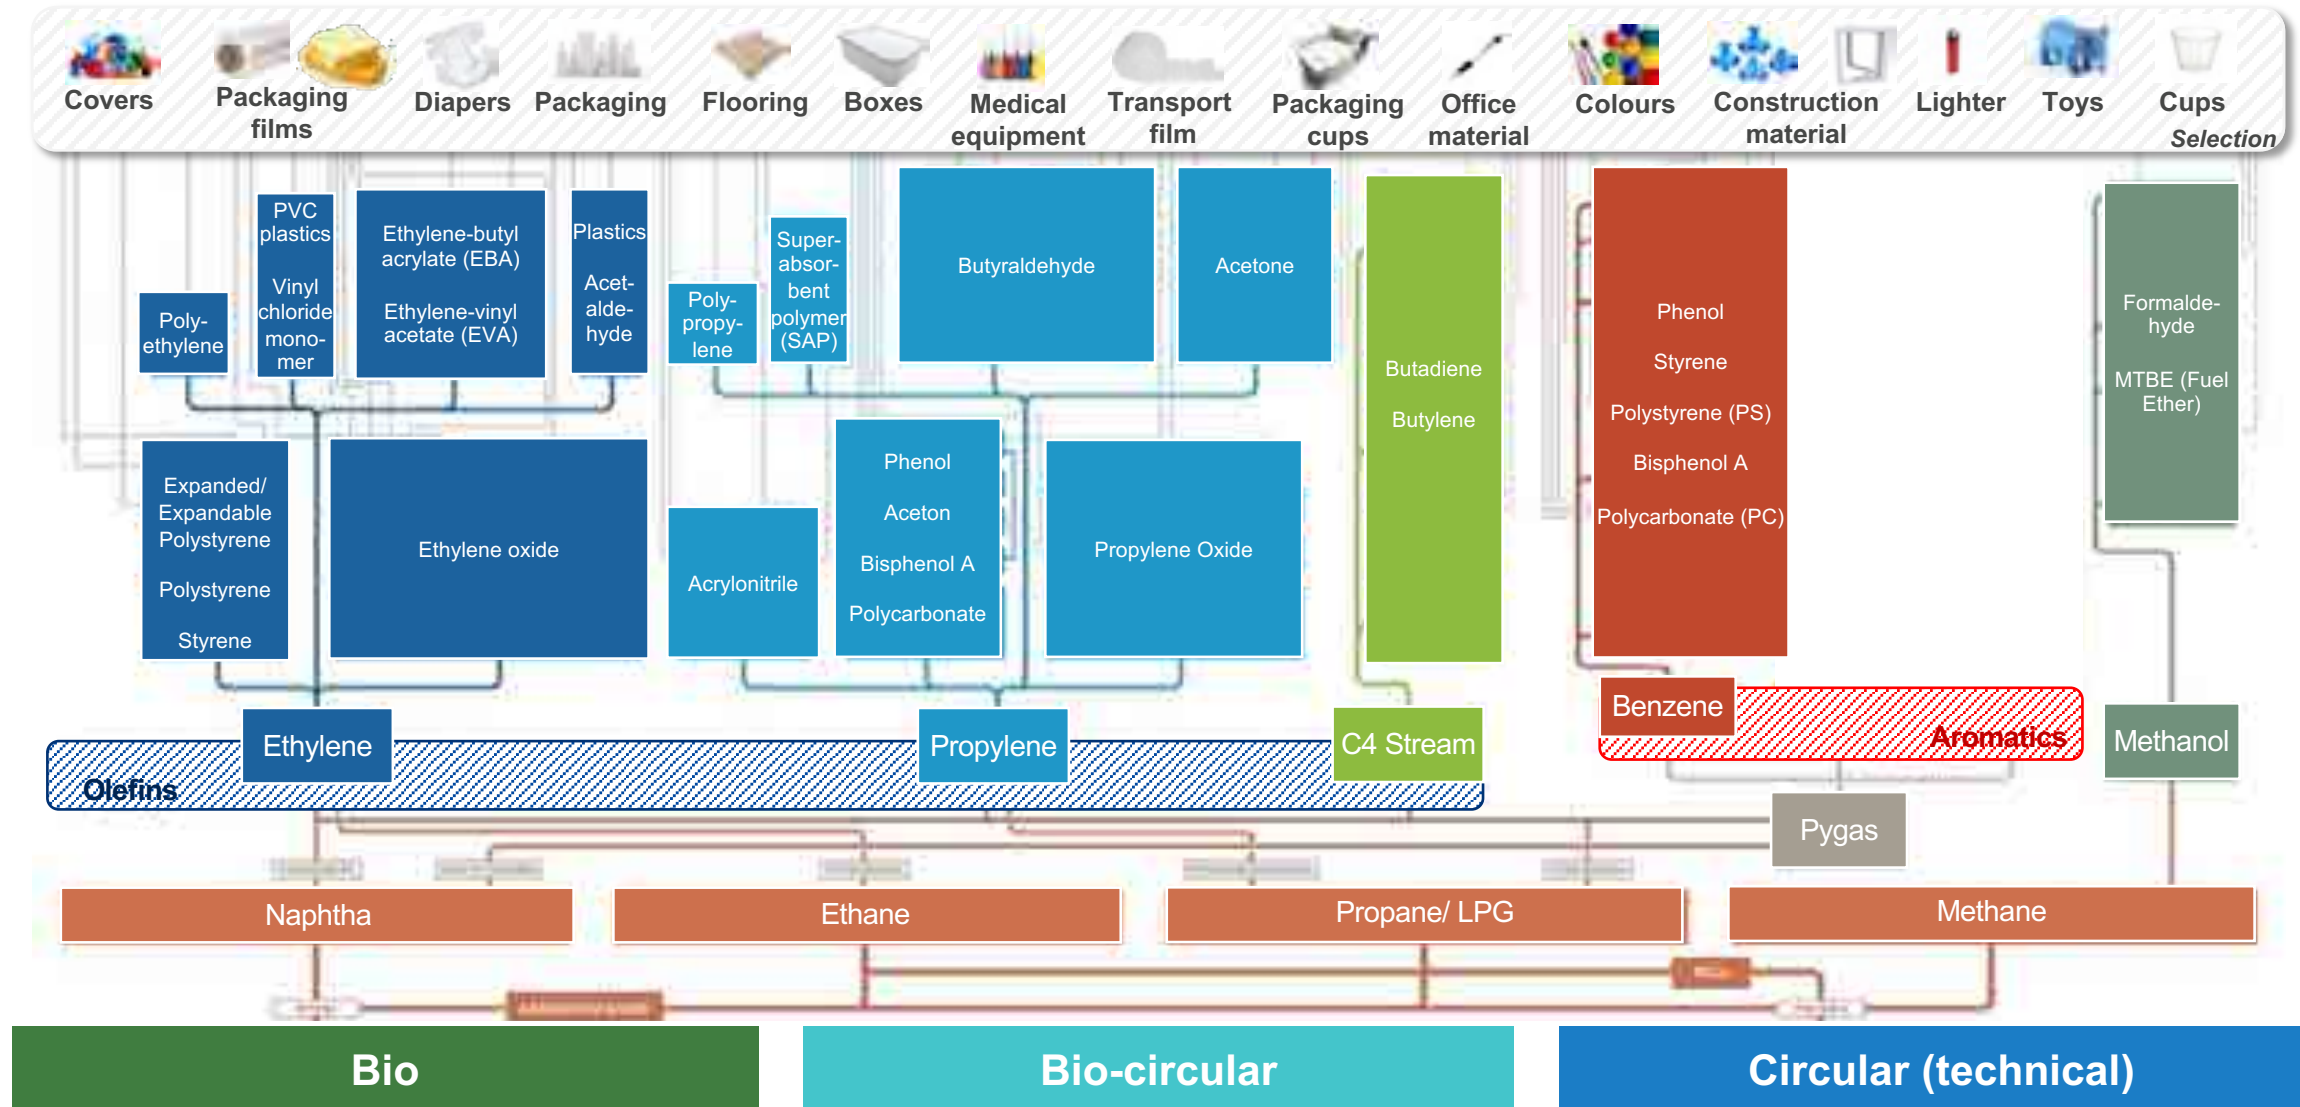 Covers
Packaging
films
Diapers
Packaging
Flooring
Boxes
Medical
equipment
Transport
film
Packaging
cups
Office
material
Colours
Construction
material
Lighter
Toys
Cups
Selection
Poly-
ethylene
PVC
plastics
Vinyl
chloride
mono-
mer
Ethylene-butyl
acrylate (EBA)
Ethylene-vinyl
acetate (EVA)
Plastics
Acet-
alde-
hyde
Poly-
propy-
lene
Super-
absor-
bent
polymer
(SAP)
Butyraldehyde
Acetone
Butadiene
Butylene
Phenol
Styrene
Polystyrene (PS)
Bisphenol A
Polycarbonate (PC)
Formalde-
hyde
MTBE (Fuel
Ether)
Expanded/
Expandable
Polystyrene
Polystyrene
Styrene
Ethylene oxide
Acrylonitrile
Phenol
Aceton
Bisphenol A
Polycarbonate
Propylene Oxide
Ethylene
Propylene
C4 Stream
Benzene
Aromatics
Methanol
Olefins
Pygas
Naphtha
Ethane
Propane/ LPG
Methane
Bio
Bio-circular
Circular (technical)